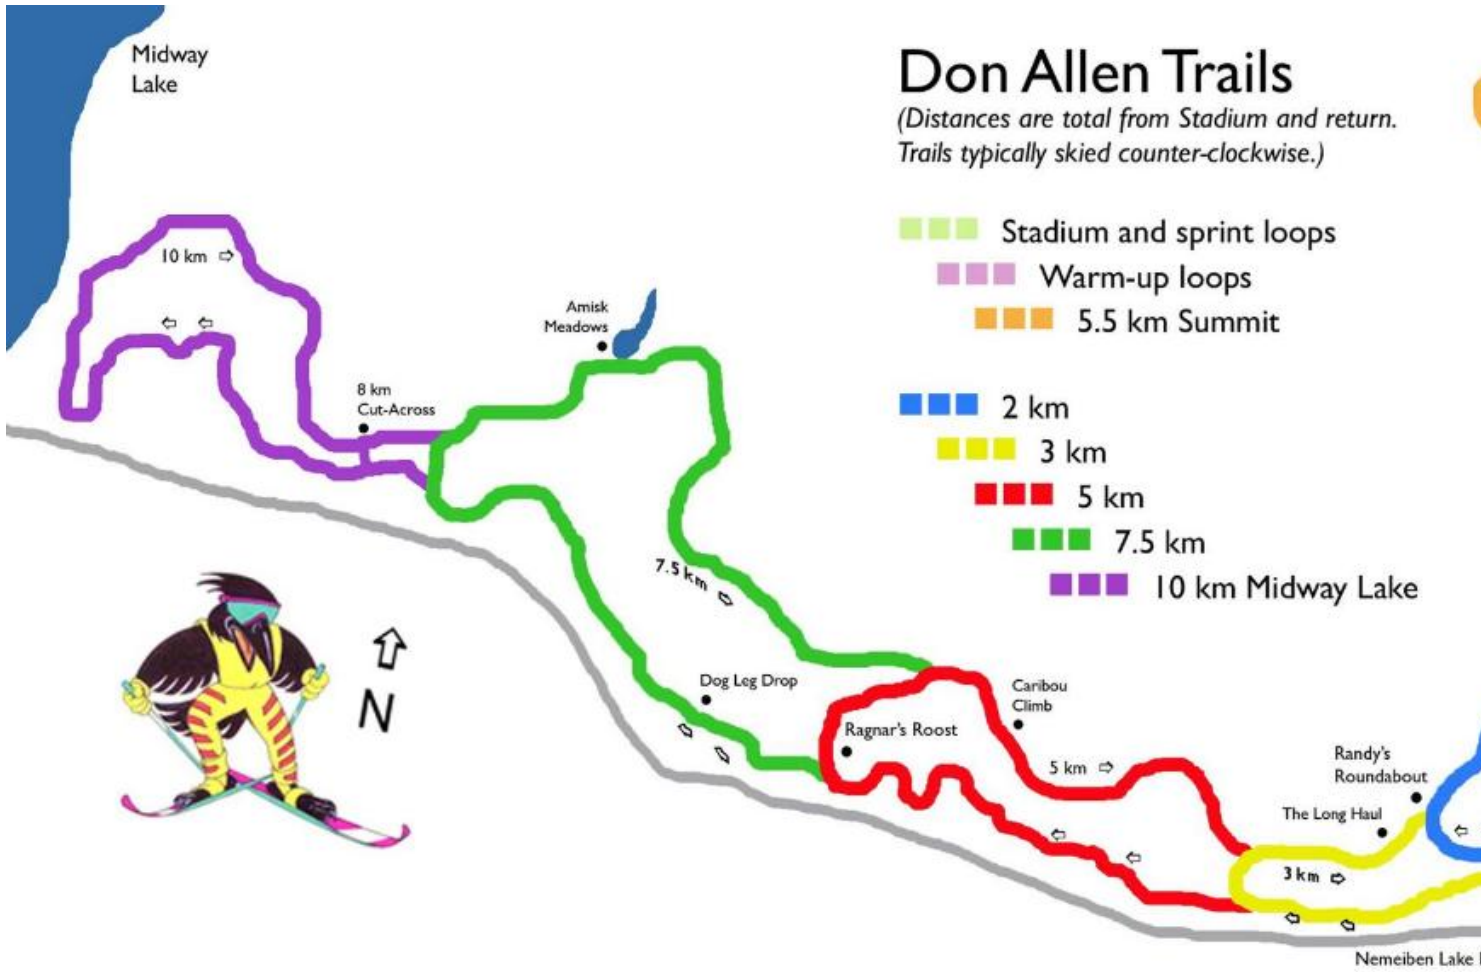 Midway
Lake
Don Allen Trails
(Distances are total from Stadium and return.
Trails typically skied counter-clockwise.)
Stadium and sprint loops
Warm-up loops
5.5 km Summit
2 km
3 km
5 km
7.5 km
10 km Midway Lake
10 km
Amisk
Meadows
8 km
Cut-Across
7.5 km
N
Dog Leg Drop
Ragnar's Roost
Caribou
Climb
5 km
Randy's
Roundabout
The Long Haul
3 km
Nemeiben Lake